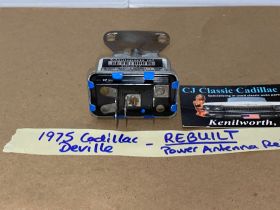 CJ Classic Cadillac
Kenilworth,
1975 Cadillac
Deville - REBUILT
Power Antenna Re